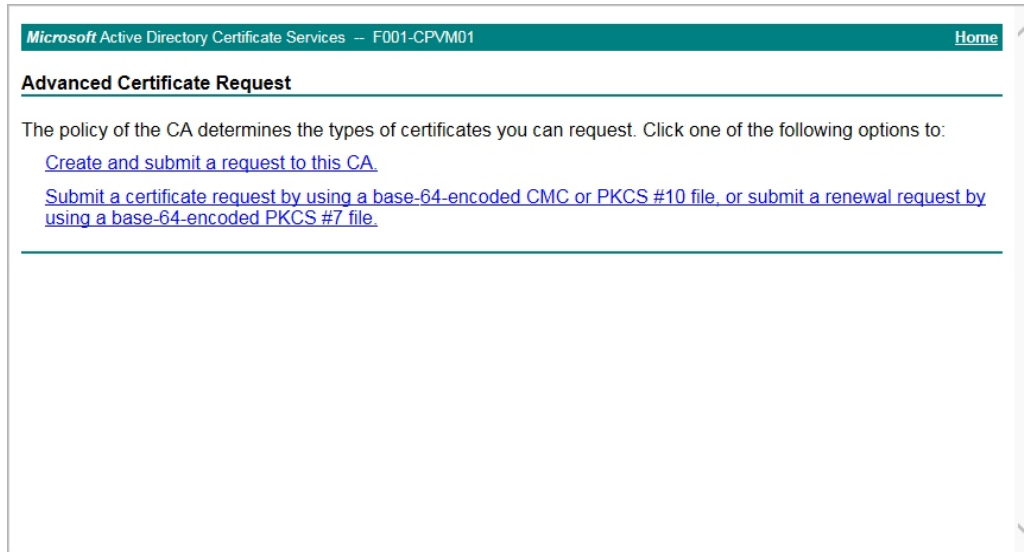 Microsoft Active Directory Certificate Services -- F001-CPVM01 Home
Advanced Certificate Request
The policy of the CA determines the types of certificates you can request. Click one of the following options to:
Create and submit a request to this CA.
Submit a certificate request by using a base-64-encoded CMC or PKCS #10 file, or submit a renewal request by
using a base-64-encoded PKCS #7 file.